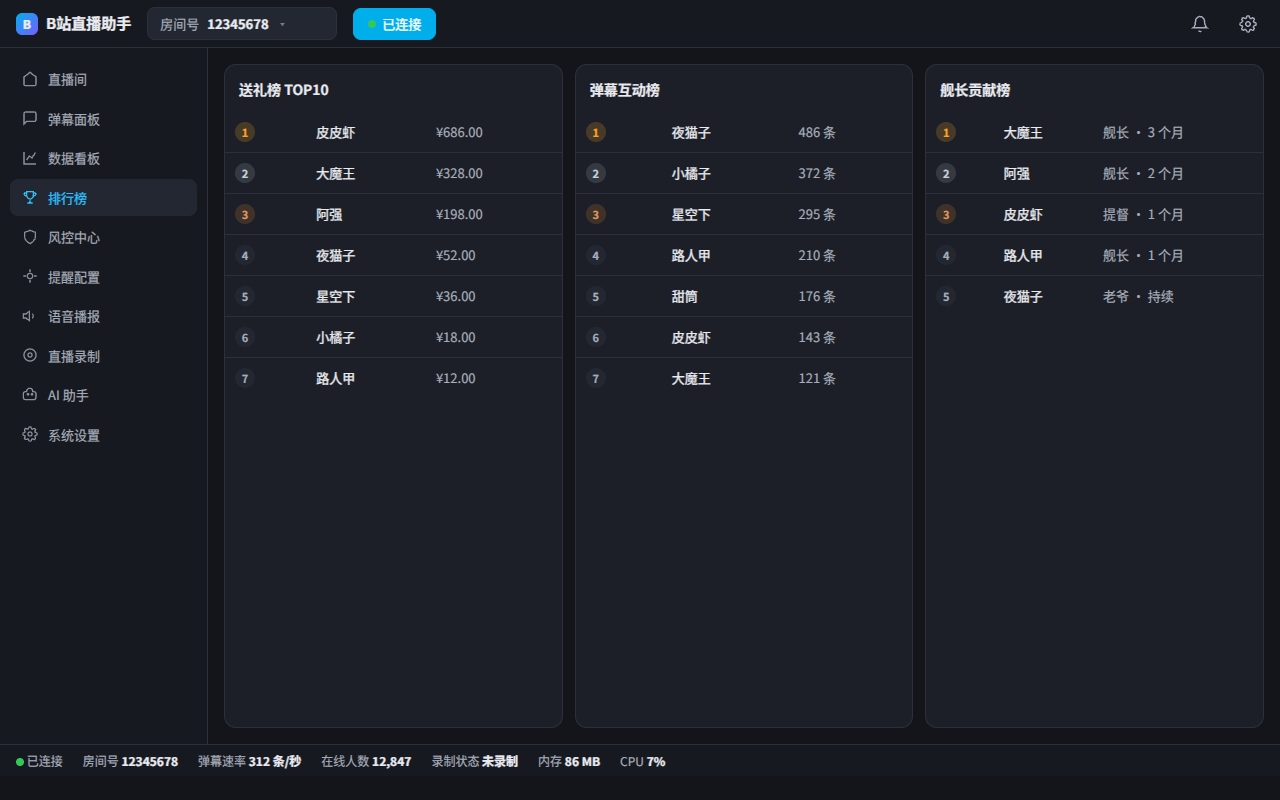 B B站直播助手 房间号 12345678 已连接
直播间
弹幕面板
数据看板
排行榜
风控中心
提醒配置
语音播报
直播录制
AI 助手
系统设置
送礼榜 TOP10
1 皮皮虾 ¥686.00
2 大魔王 ¥328.00
3 阿强 ¥198.00
4 夜猫子 ¥52.00
5 星空下 ¥36.00
6 小橘子 ¥18.00
7 路人甲 ¥12.00
弹幕互动榜
1 夜猫子 486 条
2 小橘子 372 条
3 星空下 295 条
4 路人甲 210 条
5 甜筒 176 条
6 皮皮虾 143 条
7 大魔王 121 条
舰长贡献榜
1 大魔王 舰长 · 3 个月
2 阿强 舰长 · 2 个月
3 皮皮虾 提督 · 1 个月
4 路人甲 舰长 · 1 个月
5 夜猫子 老爷 · 持续
已连接 房间号 12345678 弹幕速率 312 条/秒 在线人数 12,847 录制状态 未录制 内存 86 MB CPU 7%